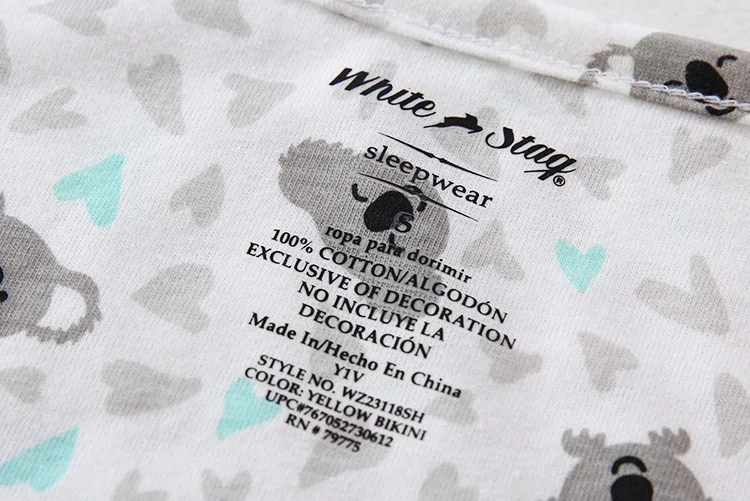 White Stag®
sleepwear
S
ropa para dorimir
100% COTTON/ALGODÓN
EXCLUSIVE OF DECORATION
NO INCLUYE LA
DECORACIÓN
Made In/Hecho En China
Y1V
STYLE NO. WZ23118SH
COLOR: YELLOW BIKINI
UPC#767052730612
RN # 79775